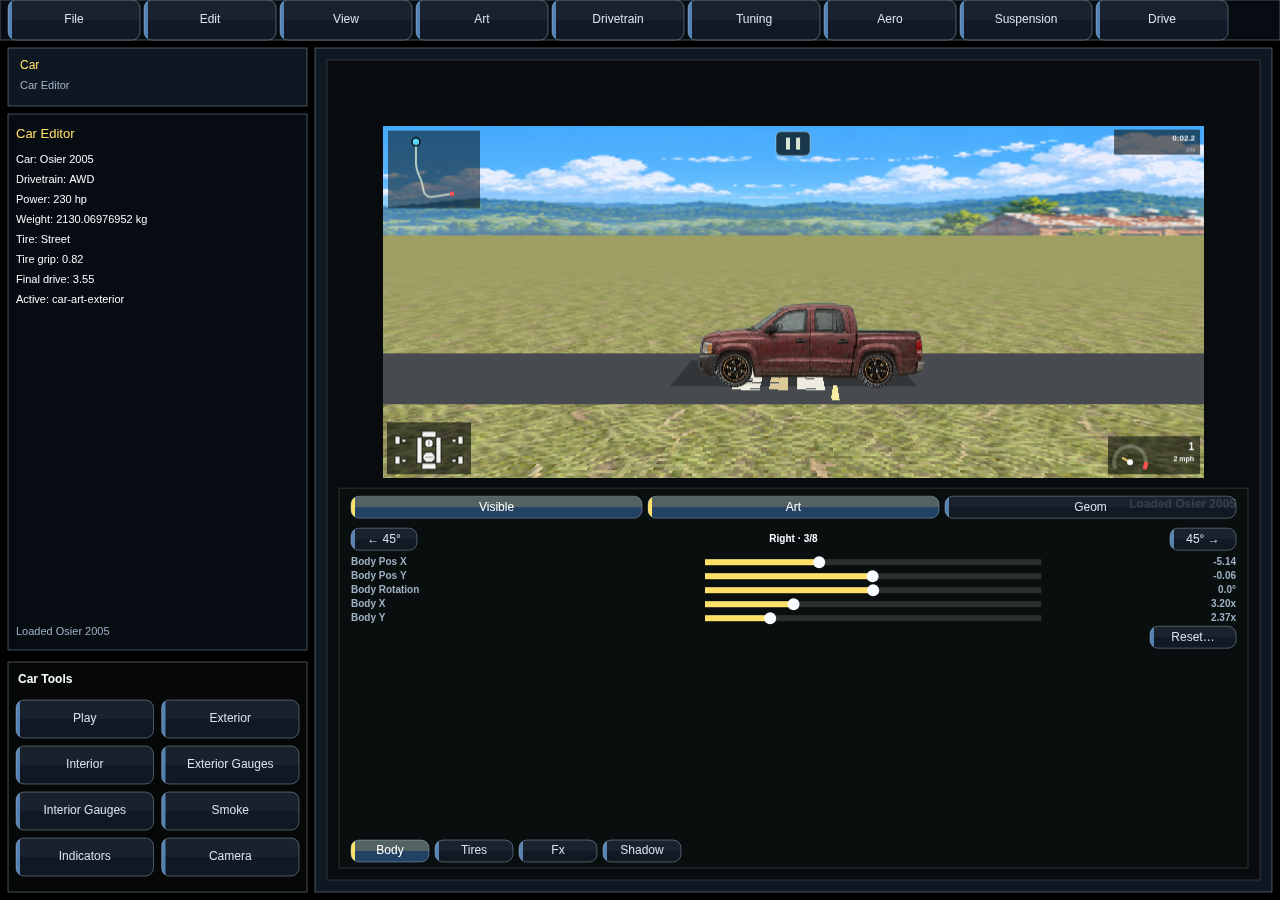 File
Edit
View
Art
Drivetrain
Tuning
Aero
Suspension
Drive
Car
Car Editor
Car Editor
Car: Osier 2005
Drivetrain: AWD
Power: 230 hp
Weight: 2130.06976952 kg
Tire: Street
Tire grip: 0.82
Final drive: 3.55
Active: car-art-exterior
Loaded Osier 2005
Car Tools
Play
Exterior
Interior
Exterior Gauges
Interior Gauges
Smoke
Indicators
Camera
0:02.2
0%
1
2 mph
Visible
Art
Geom
Loaded Osier 2005
← 45°
Right · 3/8
45° →
Body Pos X
-5.14
Body Pos Y
-0.06
Body Rotation
0.0°
Body X
3.20x
Body Y
2.37x
Reset…
Body
Tires
Fx
Shadow